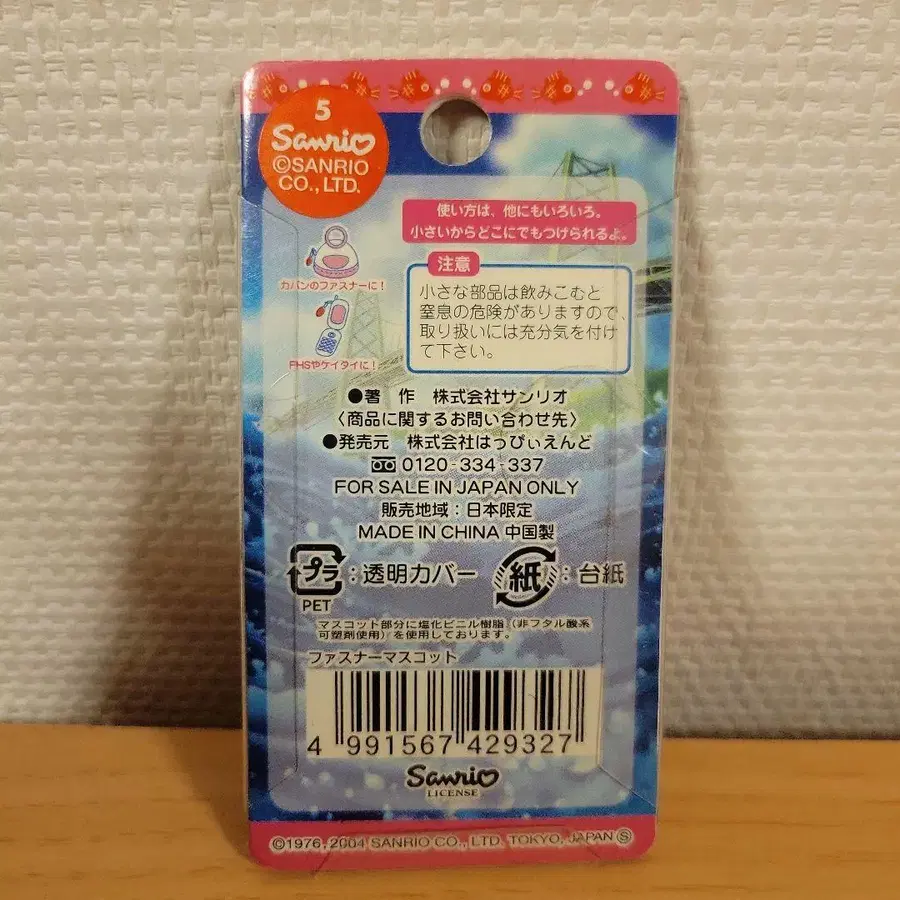 5
Sanrio
©SANRIO
CO., LTD.
使い方は、他にもいろいろ。
小さいからどこにでもつけられるよ。
カバンのファスナーに!
PHSやケイタイに!
注意
小さな部品は飲みこむと
窒息の危険がありますので、
取り扱いには充分気を付け
て下さい。
●著 作 株式会社サンリオ
〈商品に関するお問い合わせ先〉
●発売元 株式会社はっぴぃえんど
0120-334-337
FOR SALE IN JAPAN ONLY
販売地域:日本限定
MADE IN CHINA 中国製
プラ:透明カバー 紙:台紙
PET
マスコット部分に塩化ビニル樹脂(非フタル酸系
可塑剤使用)を使用しております。
ファスナーマスコット
4 991567 429327
Sanrio
LICENSE
©1976, 2004 SANRIO CO., LTD. TOKYO, JAPAN Ⓢ